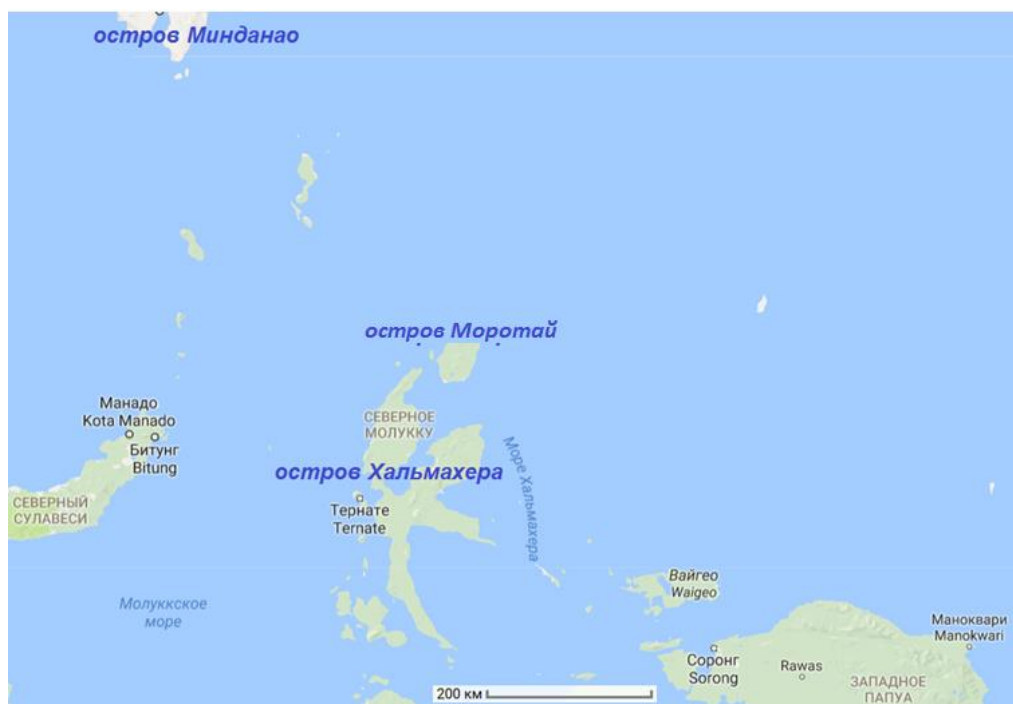 остров Минданао
остров Моротай
Манадо
Kota Manado
Битунг
Bitung
СЕВЕРНОЕ
МОЛУККУ
Море Хальмахера
остров Хальмахера
СЕВЕРНЫЙ
СУЛАВЕСИ
Тернате
Ternate
Вайгео
Waigeo
Молуккское
море
Маноквари
Manokwari
Соронг
Sorong
Rawas
ЗАПАДНОЕ
ПАПУА
200 км